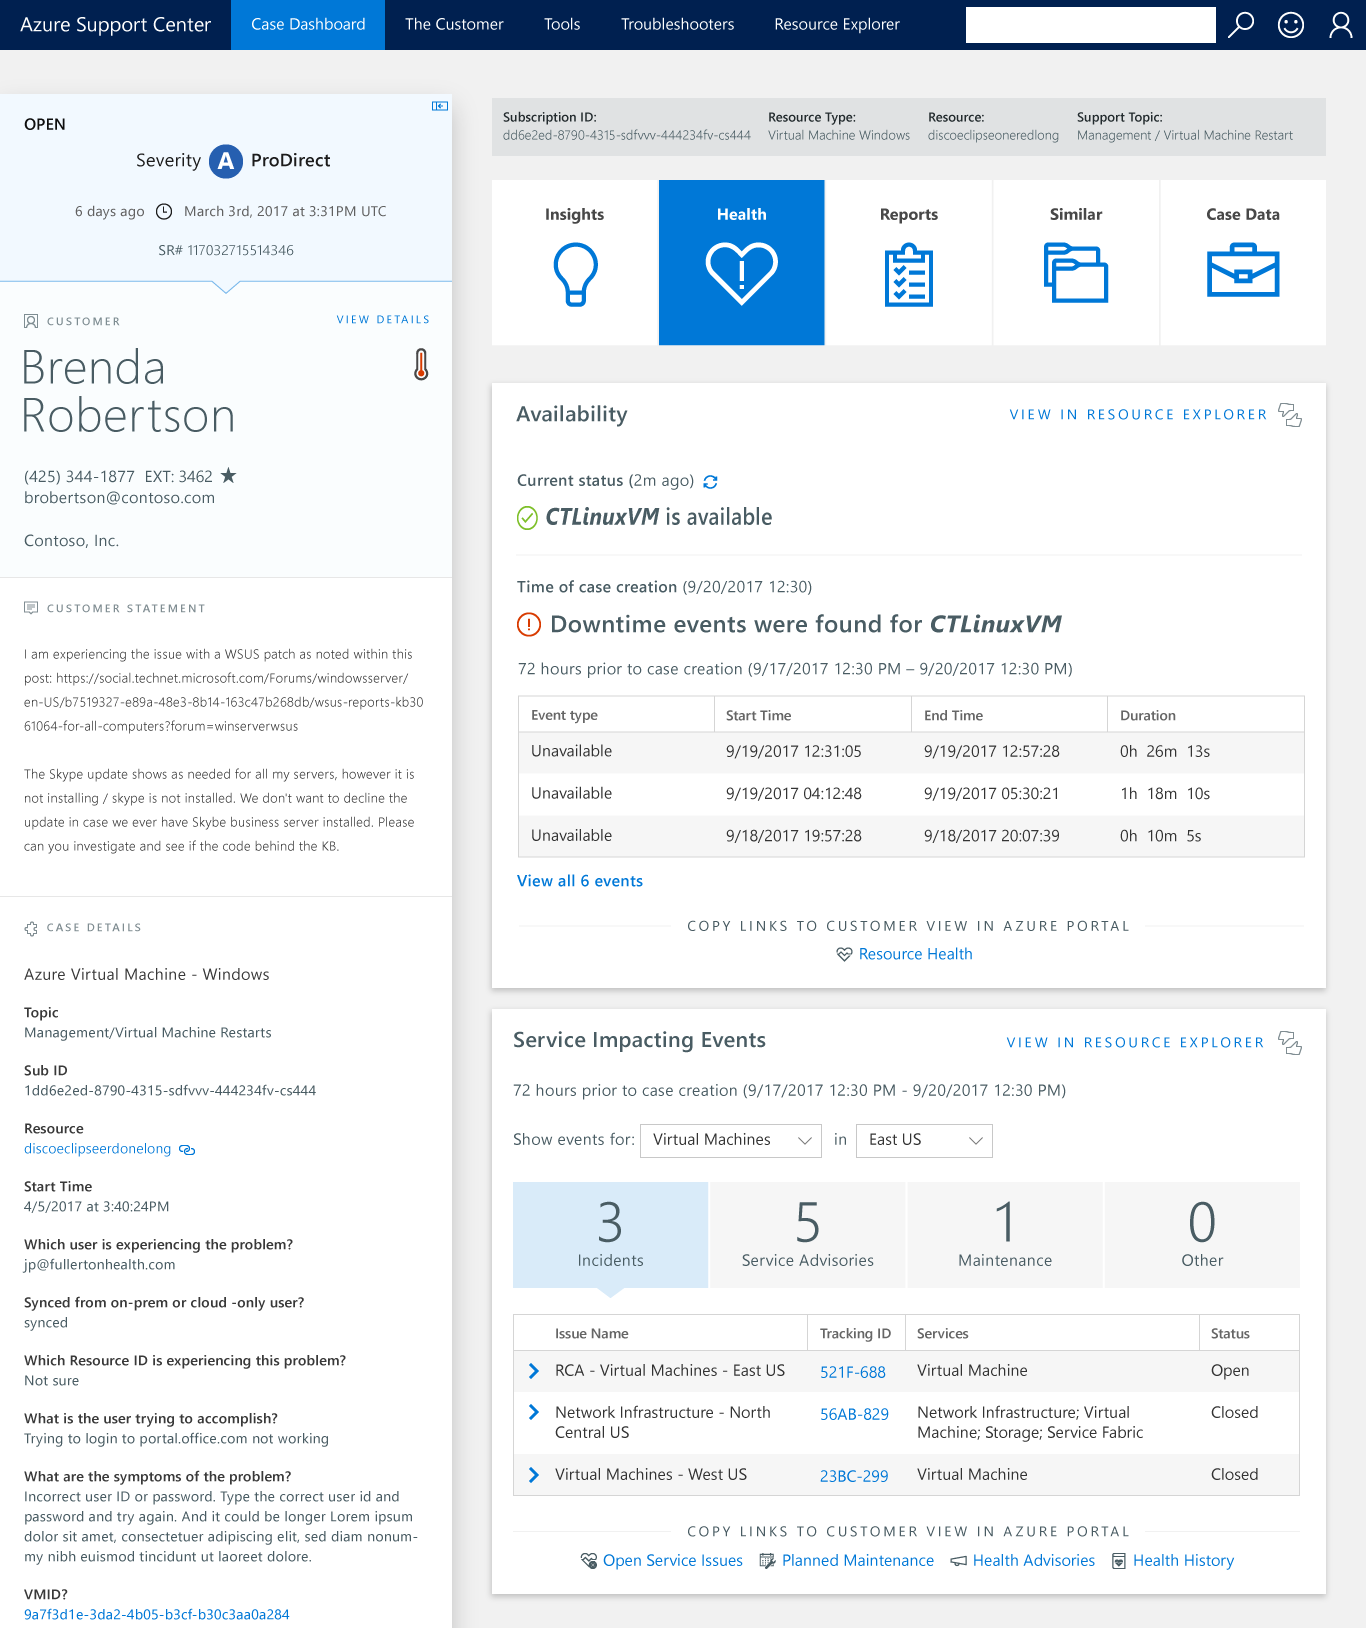 Azure Support Center
Case Dashboard
The Customer
Tools
Troubleshooters
Resource Explorer
OPEN
Severity A ProDirect
6 days ago March 3rd, 2017 at 3:31PM UTC
SR# 117032715514346
CUSTOMER
VIEW DETAILS
Brenda
Robertson
(425) 344-1877 EXT: 3462
brobertson@contoso.com
Contoso, Inc.
CUSTOMER STATEMENT
I am experiencing the issue with a WSUS patch as noted within this
post: https://social.technet.microsoft.com/Forums/windowsserver/
en-US/b7519327-e89a-48e3-8b14-163c47b268db/wsus-reports-kb30
61064-for-all-computers?forum=winserverwsus
The Skype update shows as needed for all my servers, however it is
not installing / skype is not installed. We don't want to decline the
update in case we ever have Skybe business server installed. Please
can you investigate and see if the code behind the KB.
CASE DETAILS
Azure Virtual Machine - Windows
Topic
Management/Virtual Machine Restarts
Sub ID
1dd6e2ed-8790-4315-sdfvvv-444234fv-cs444
Resource
discoeclipseerdonelong
Start Time
4/5/2017 at 3:40:24PM
Which user is experiencing the problem?
jp@fullertonhealth.com
Synced from on-prem or cloud -only user?
synced
Which Resource ID is experiencing this problem?
Not sure
What is the user trying to accomplish?
Trying to login to portal.office.com not working
What are the symptoms of the problem?
Incorrect user ID or password. Type the correct user id and
password and try again. And it could be longer Lorem ipsum
dolor sit amet, consectetuer adipiscing elit, sed diam nonum-
my nibh euismod tincidunt ut laoreet dolore.
VMID?
9a7f3d1e-3da2-4b05-b3cf-b30c3aa0a284
Subscription ID: Resource Type: Resource: Support Topic:
dd6e2ed-8790-4315-sdfvvv-444234fv-cs444 Virtual Machine Windows discoeclipseoneredlong Management / Virtual Machine Restart
Insights
Health
Reports
Similar
Case Data
Availability
VIEW IN RESOURCE EXPLORER
Current status (2m ago)
CTLinuxVM is available
Time of case creation (9/20/2017 12:30)
Downtime events were found for CTLinuxVM
72 hours prior to case creation (9/17/2017 12:30 PM – 9/20/2017 12:30 PM)
Event type Start Time End Time Duration
Unavailable 9/19/2017 12:31:05 9/19/2017 12:57:28 0h 26m 13s
Unavailable 9/19/2017 04:12:48 9/19/2017 05:30:21 1h 18m 10s
Unavailable 9/18/2017 19:57:28 9/18/2017 20:07:39 0h 10m 5s
View all 6 events
COPY LINKS TO CUSTOMER VIEW IN AZURE PORTAL
Resource Health
Service Impacting Events
VIEW IN RESOURCE EXPLORER
72 hours prior to case creation (9/17/2017 12:30 PM - 9/20/2017 12:30 PM)
Show events for: Virtual Machines in East US
3 5 1 0
Incidents Service Advisories Maintenance Other
Issue Name Tracking ID Services Status
RCA - Virtual Machines - East US 521F-688 Virtual Machine Open
Network Infrastructure - North 56AB-829 Network Infrastructure; Virtual Closed
Central US Machine; Storage; Service Fabric
Virtual Machines - West US 23BC-299 Virtual Machine Closed
COPY LINKS TO CUSTOMER VIEW IN AZURE PORTAL
Open Service Issues Planned Maintenance Health Advisories Health History